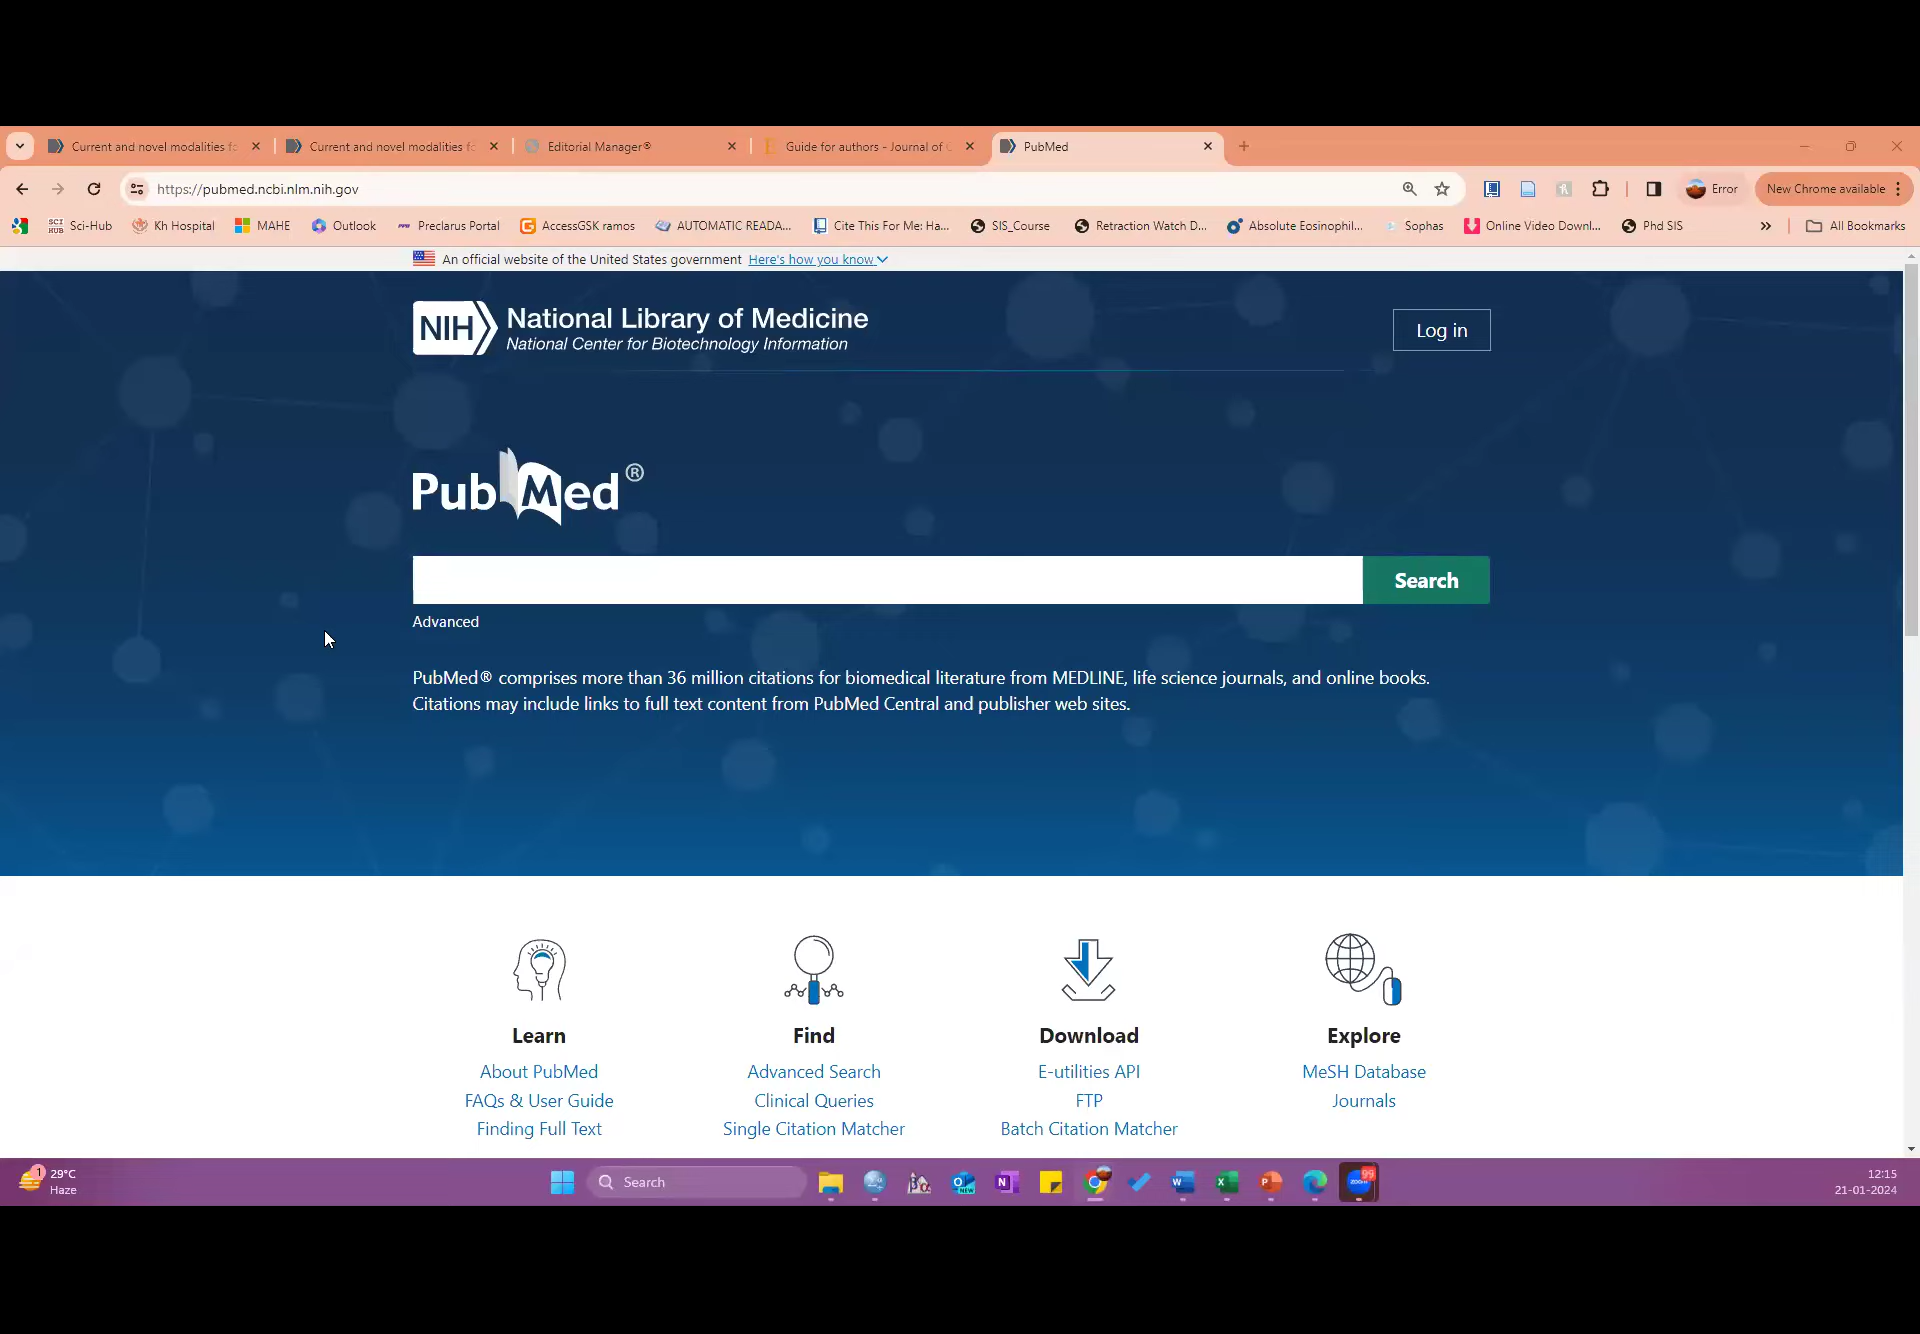 Current and novel modalities f
Current and novel modalities fo
Editorial Manager®
Guide for authors - Journal of C
PubMed
https://pubmed.ncbi.nlm.nih.gov
Error
New Chrome available
SCI HUB Sci-Hub
Kh Hospital
MAHE
Outlook
Preclarus Portal
AccessGSK ramos
AUTOMATIC READA...
Cite This For Me: Ha...
SIS_Course
Retraction Watch D...
Absolute Eosinophil...
Sophas
Online Video Downl...
Phd SIS
All Bookmarks
An official website of the United States government Here's how you know
NIH National Library of Medicine
National Center for Biotechnology Information
Log in
PubMed®
Search
Advanced
PubMed® comprises more than 36 million citations for biomedical literature from MEDLINE, life science journals, and online books.
Citations may include links to full text content from PubMed Central and publisher web sites.
Learn
About PubMed
FAQs & User Guide
Finding Full Text
Find
Advanced Search
Clinical Queries
Single Citation Matcher
Download
E-utilities API
FTP
Batch Citation Matcher
Explore
MeSH Database
Journals
1
29°C
Haze
Search
NEW
99
zoom
12:15
21-01-2024